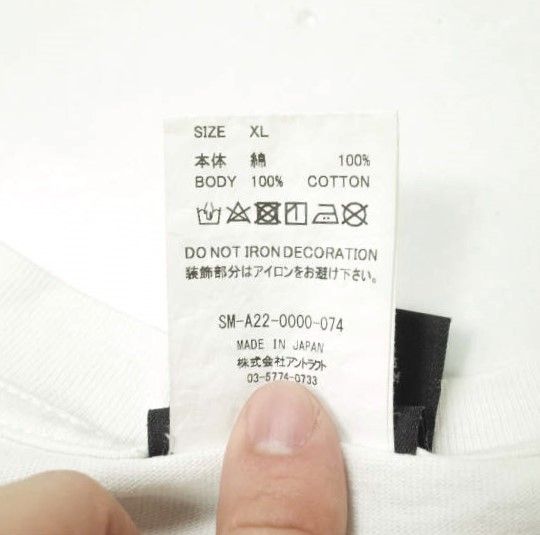 SIZE XL
本体 綿 100%
BODY 100% COTTON
DO NOT IRON DECORATION
装飾部分はアイロンをお避け下さい。
SM-A22-0000-074
MADE IN JAPAN
株式会社アントラクト
03-5774-0733